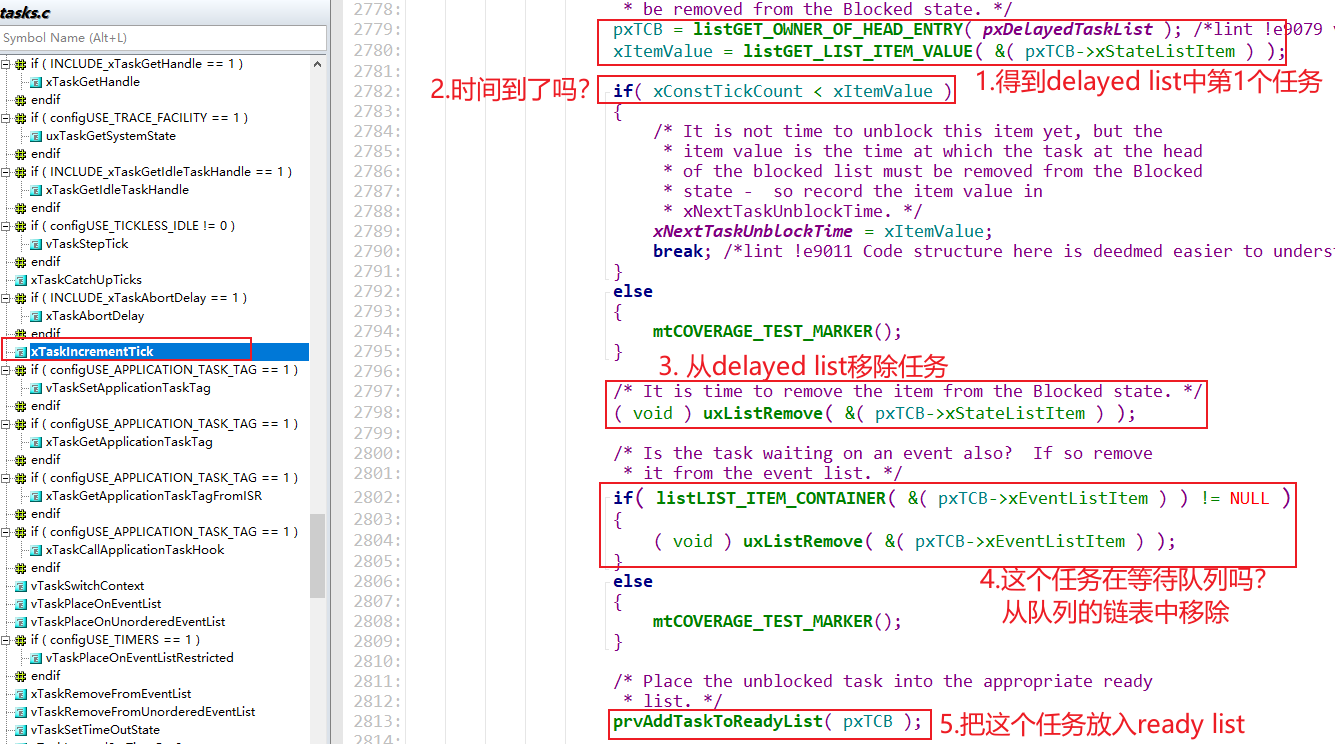 tasks.c
Symbol Name (Alt+L)
if ( INCLUDE_xTaskGetHandle == 1 )
xTaskGetHandle
endif
if ( configUSE_TRACE_FACILITY == 1 )
uxTaskGetSystemState
endif
if ( INCLUDE_xTaskGetIdleTaskHandle == 1 )
xTaskGetIdleTaskHandle
endif
if ( configUSE_TICKLESS_IDLE != 0 )
vTaskStepTick
endif
xTaskCatchUpTicks
if ( INCLUDE_xTaskAbortDelay == 1 )
xTaskAbortDelay
endif
xTaskIncrementTick
if ( configUSE_APPLICATION_TASK_TAG == 1 )
vTaskSetApplicationTaskTag
endif
if ( configUSE_APPLICATION_TASK_TAG == 1 )
xTaskGetApplicationTaskTag
endif
if ( configUSE_APPLICATION_TASK_TAG == 1 )
xTaskGetApplicationTaskTagFromISR
endif
if ( configUSE_APPLICATION_TASK_TAG == 1 )
xTaskCallApplicationTaskHook
endif
vTaskSwitchContext
vTaskPlaceOnEventList
vTaskPlaceOnUnorderedEventList
if ( configUSE_TIMERS == 1 )
vTaskPlaceOnEventListRestricted
endif
xTaskRemoveFromEventList
vTaskRemoveFromUnorderedEventList
vTaskSetTimeOutState
2778: * be removed from the Blocked state. */
2779: pxTCB = listGET_OWNER_OF_HEAD_ENTRY( pxDelayedTaskList ); /*lint !e9079
2780: xItemValue = listGET_LIST_ITEM_VALUE( &( pxTCB->xStateListItem ) );
2781:
1.得到delayed list中第1个任务
2.时间到了吗?
2782: if( xConstTickCount < xItemValue )
2783: {
2784: /* It is not time to unblock this item yet, but the
2785: * item value is the time at which the task at the head
2786: * of the blocked list must be removed from the Blocked
2787: * state - so record the item value in
2788: * xNextTaskUnblockTime. */
2789: xNextTaskUnblockTime = xItemValue;
2790: break; /*lint !e9011 Code structure here is deedmed easier to
2791: }
2792: else
2793: {
2794: mtCOVERAGE_TEST_MARKER();
2795: }
2796:
3. 从delayed list移除任务
2797: /* It is time to remove the item from the Blocked state. */
2798: ( void ) uxListRemove( &( pxTCB->xStateListItem ) );
2799:
2800: /* Is the task waiting on an event also? If so remove
2801: * it from the event list. */
2802: if( listLIST_ITEM_CONTAINER( &( pxTCB->xEventListItem ) ) != NULL )
2803: {
2804: ( void ) uxListRemove( &( pxTCB->xEventListItem ) );
2805: }
2806: else
4.这个任务在等待队列吗?
从队列的链表中移除
2807: {
2808: mtCOVERAGE_TEST_MARKER();
2809: }
2810:
2811: /* Place the unblocked task into the appropriate ready
2812: * list. */
2813: prvAddTaskToReadyList( pxTCB );
5.把这个任务放入ready list
2814: